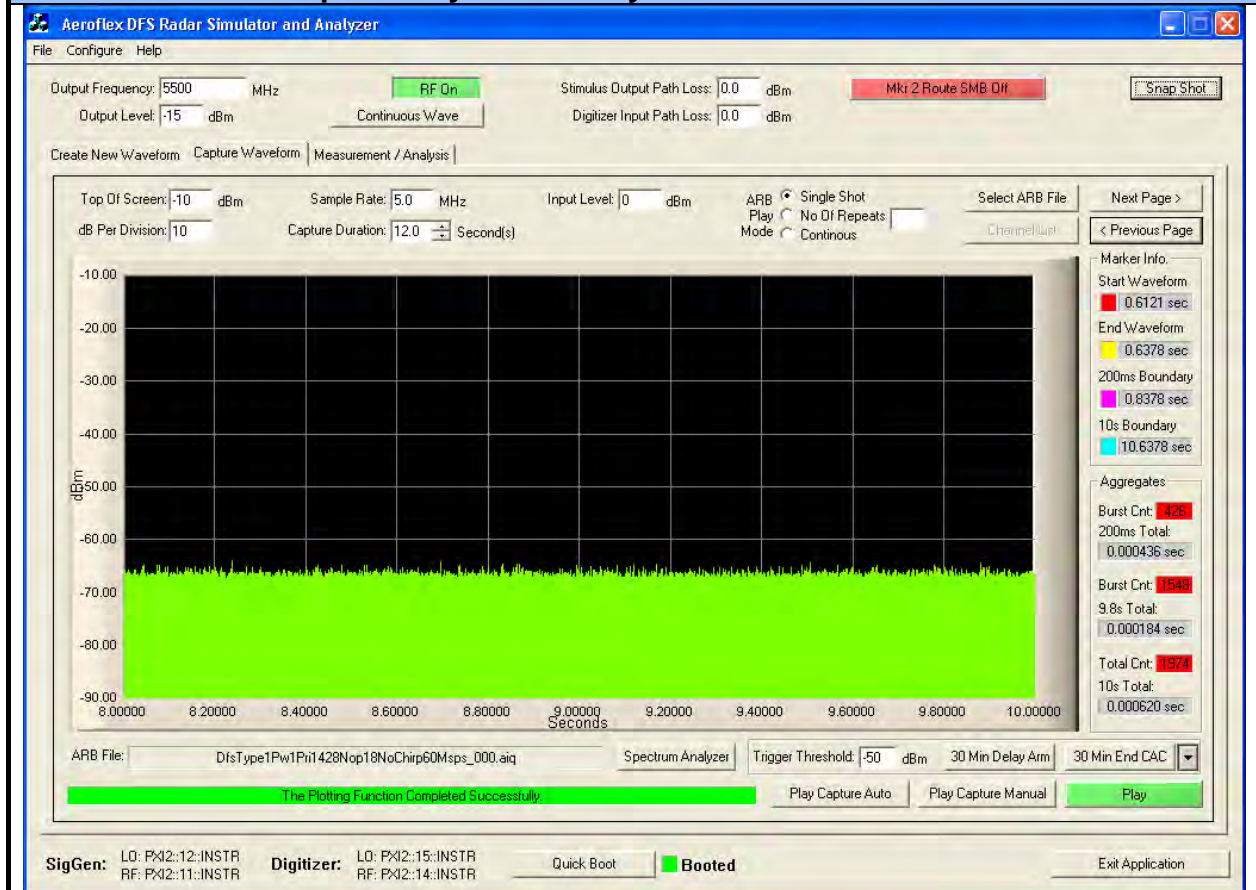 Aeroflex DFS Radar Simulator and Analyzer
File Configure Help
Output Frequency: 5500 MHz RF On Stimulus Output Path Loss: 0.0 dBm Mkr 2 Route SMB Off Snap Shot
Output Level: -15 dBm Continuous Wave Digitizer Input Path Loss: 0.0 dBm
Create New Waveform Capture Waveform Measurement / Analysis
Top Of Screen: -10 dBm Sample Rate: 5.0 MHz Input Level: 0 dBm ARB Play Mode Single Shot Select ARB File Next Page >
No Of Repeats
dB Per Division: 10 Capture Duration: 12.0 Second(s) Continous Channel List < Previous Page
Marker Info.
Start Waveform
0.6121 sec
End Waveform
0.6378 sec
200ms Boundary
0.8378 sec
10s Boundary
10.6378 sec
Aggregates
Burst Cnt: 426
200ms Total:
0.000436 sec
Burst Cnt: 1548
9.8s Total:
0.000184 sec
Total Cnt: 1974
10s Total:
0.000620 sec
-10.00
-20.00
-30.00
-40.00
dBm
-50.00
-60.00
-70.00
-80.00
-90.00
8.00000 8.20000 8.40000 8.60000 8.80000 9.00000 9.20000 9.40000 9.60000 9.80000 10.00000
Seconds
ARB File: DfsType1Pw1Pri1428Nop18NoChirp60Msps_000.aiq Spectrum Analyzer Trigger Threshold: -50 dBm 30 Min Delay Arm 30 Min End CAC
The Plotting Function Completed Successfully. Play Capture Auto Play Capture Manual Play
SigGen: LO: PXI2::12::INSTR Digitizer: LO: PXI2::15::INSTR Quick Boot Booted Exit Application
RF: PXI2::11::INSTR RF: PXI2::14::INSTR